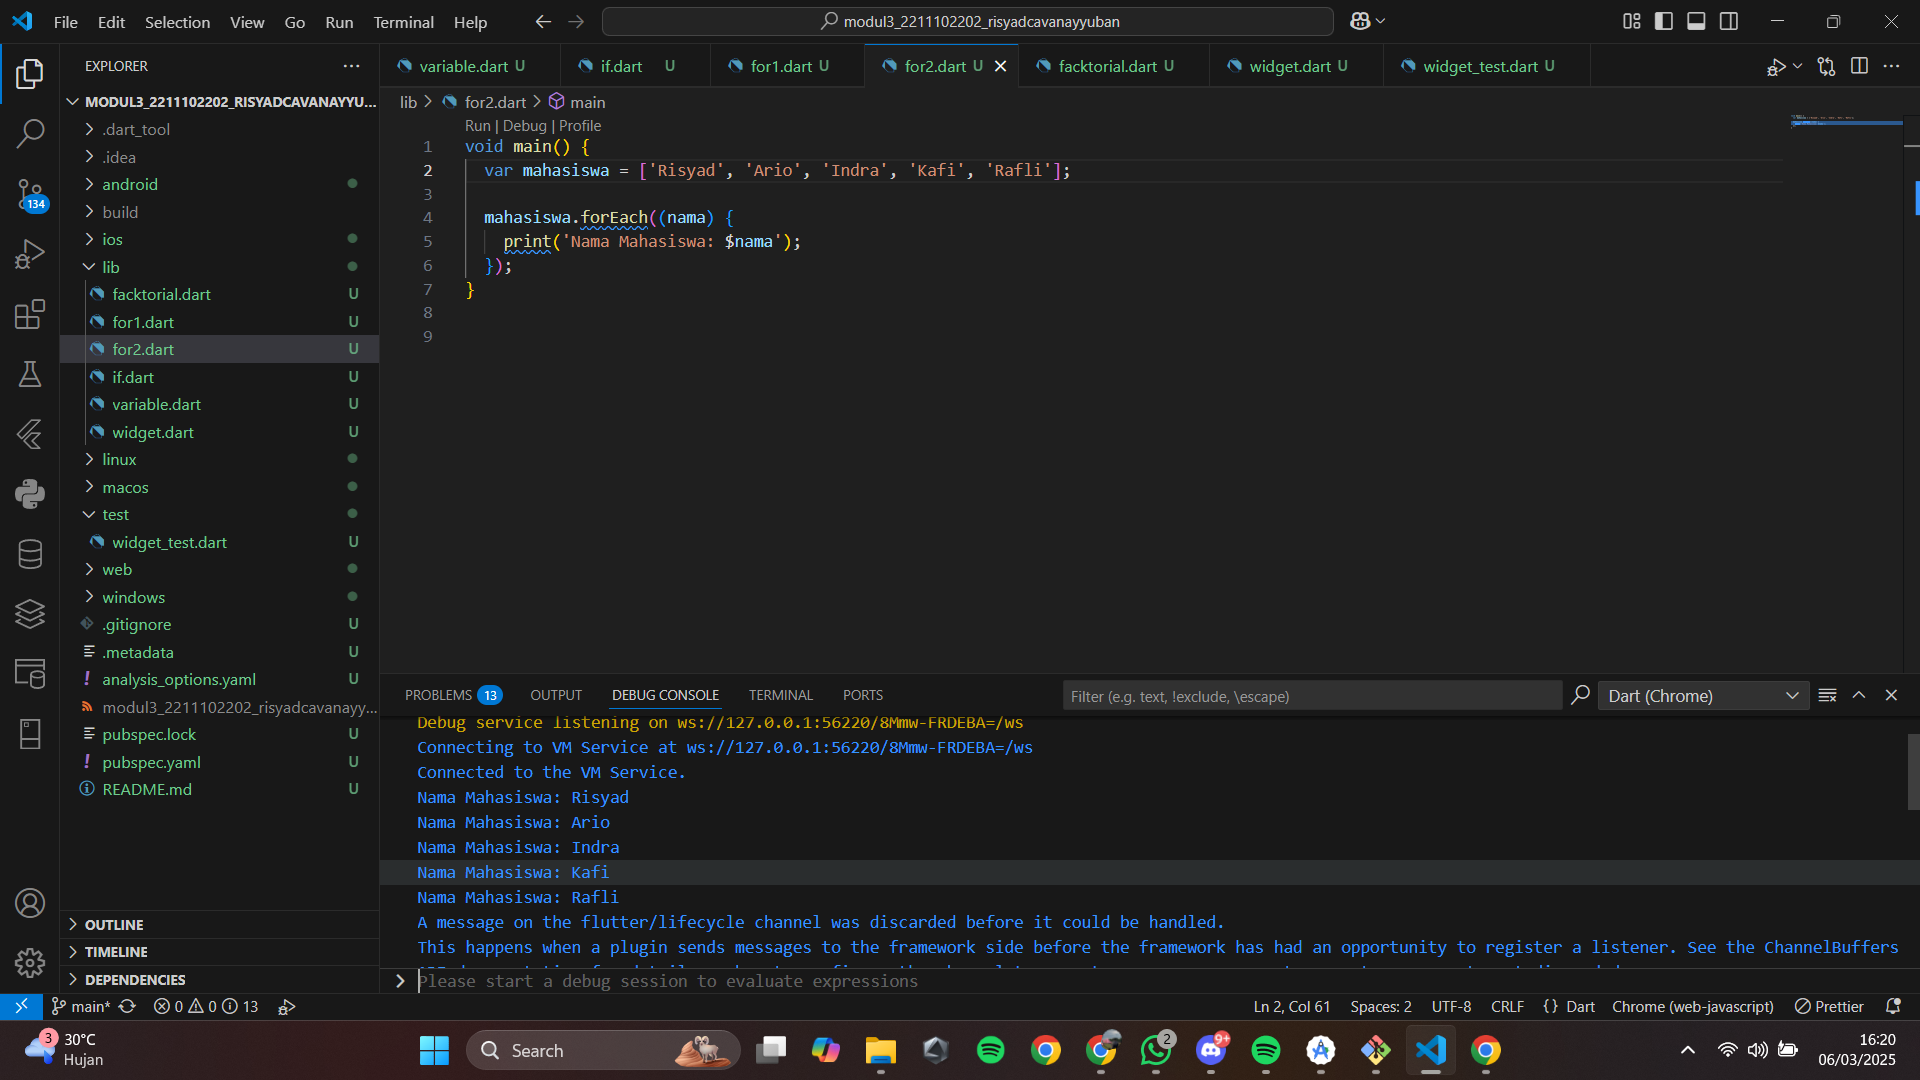 File Edit Selection View Go Run Terminal Help
modul3_2211102202_risyadcavanayyuban
EXPLORER
MODUL3_2211102202_RISYADCAVANAYYU...
.dart_tool
.idea
android
build
ios
lib
facktorial.dart U
for1.dart U
for2.dart U
if.dart U
variable.dart U
widget.dart U
linux
macos
test
widget_test.dart U
web
windows
.gitignore U
.metadata U
analysis_options.yaml U
modul3_2211102202_risyadcavanayy...
pubspec.lock U
pubspec.yaml U
README.md U
OUTLINE
TIMELINE
DEPENDENCIES
134
variable.dart U if.dart U for1.dart U for2.dart U facktorial.dart U widget.dart U widget_test.dart U
lib > for2.dart > main
Run | Debug | Profile
1 void main() {
2 var mahasiswa = ['Risyad', 'Ario', 'Indra', 'Kafi', 'Rafli'];
3
4 mahasiswa.forEach((nama) {
5 print('Nama Mahasiswa: $nama');
6 });
7 }
8
9
PROBLEMS 13 OUTPUT DEBUG CONSOLE TERMINAL PORTS
Filter (e.g. text, !exclude, \escape)
Dart (Chrome)
Debug service listening on ws://127.0.0.1:56220/8Mmw-FRDEBA=/ws
Connecting to VM Service at ws://127.0.0.1:56220/8Mmw-FRDEBA=/ws
Connected to the VM Service.
Nama Mahasiswa: Risyad
Nama Mahasiswa: Ario
Nama Mahasiswa: Indra
Nama Mahasiswa: Kafi
Nama Mahasiswa: Rafli
A message on the flutter/lifecycle channel was discarded before it could be handled.
This happens when a plugin sends messages to the framework side before the framework has had an opportunity to register a listener. See the ChannelBuffers
Please start a debug session to evaluate expressions
main* 0 0 13
Ln 2, Col 61 Spaces: 2 UTF-8 CRLF {} Dart Chrome (web-javascript) Prettier
3 30°C
Hujan
Search
2
9+
16:20
06/03/2025